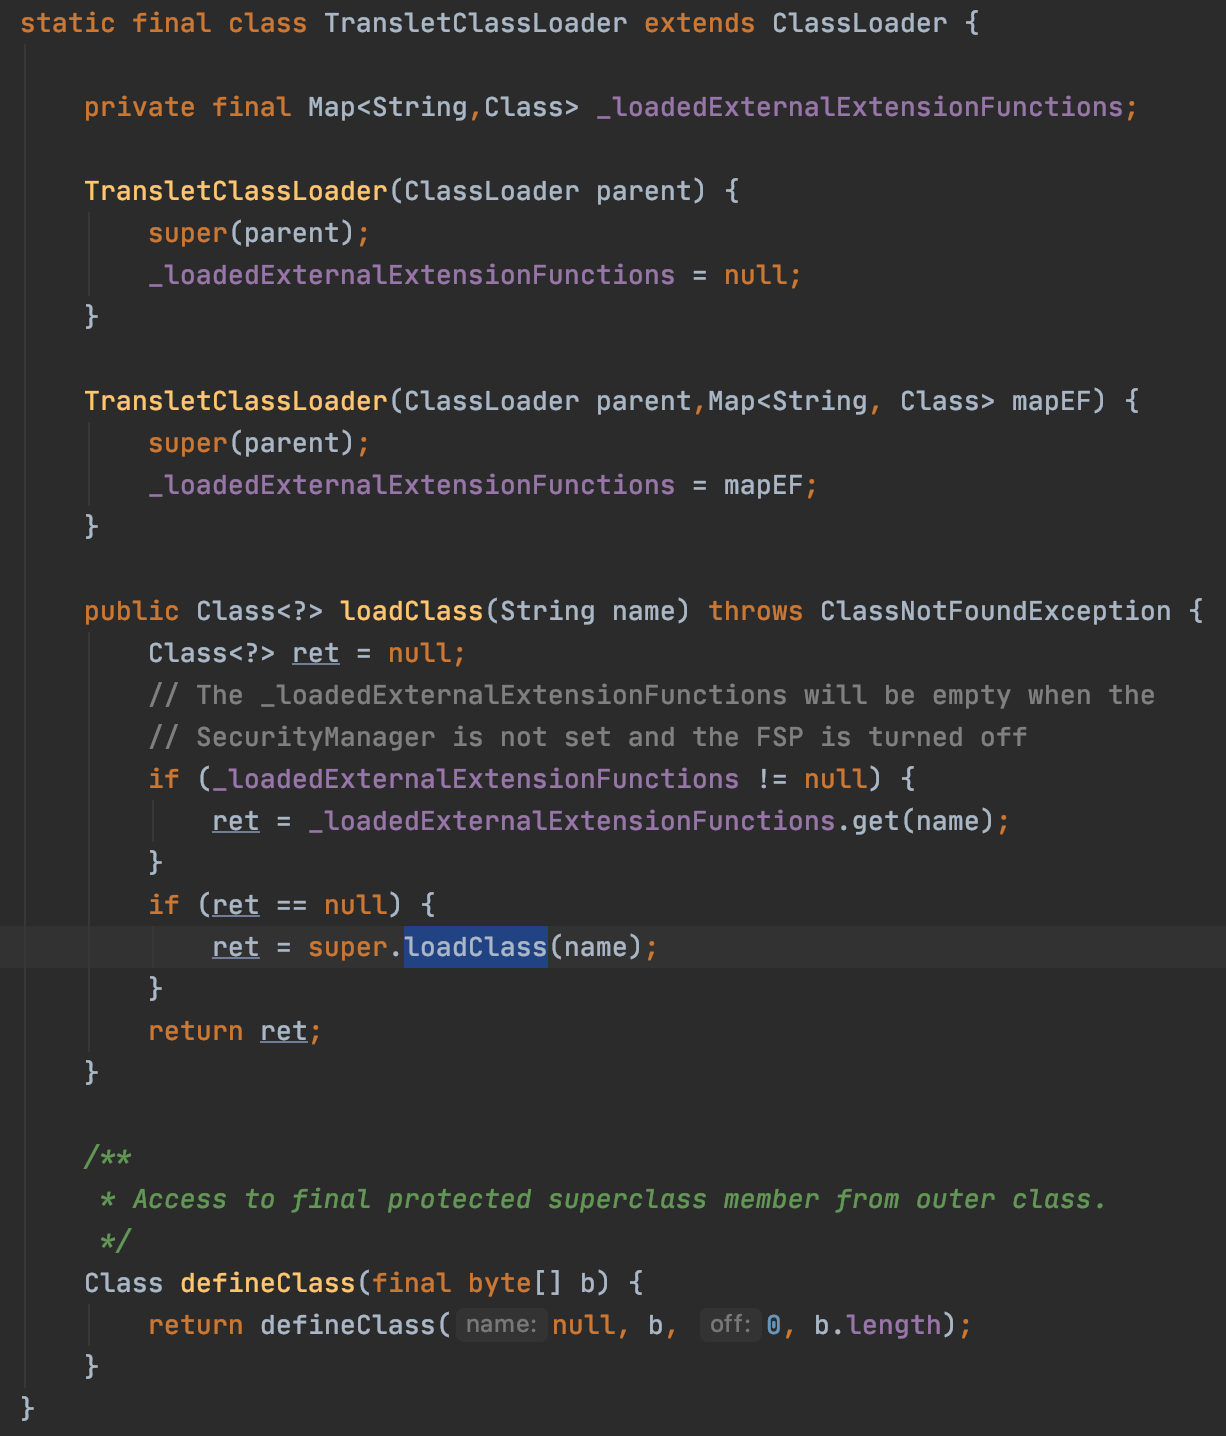 static final class TransletClassLoader extends ClassLoader {
private final Map<String,Class> _loadedExternalExtensionFunctions;
TransletClassLoader(ClassLoader parent) {
super(parent);
_loadedExternalExtensionFunctions = null;
}
TransletClassLoader(ClassLoader parent,Map<String, Class> mapEF) {
super(parent);
_loadedExternalExtensionFunctions = mapEF;
}
public Class<?> loadClass(String name) throws ClassNotFoundException {
Class<?> ret = null;
// The _loadedExternalExtensionFunctions will be empty when the
// SecurityManager is not set and the FSP is turned off
if (_loadedExternalExtensionFunctions != null) {
ret = _loadedExternalExtensionFunctions.get(name);
}
if (ret == null) {
ret = super.loadClass(name);
}
return ret;
}
/**
* Access to final protected superclass member from outer class.
*/
Class defineClass(final byte[] b) {
return defineClass( name: null, b, off: 0, b.length);
}
}